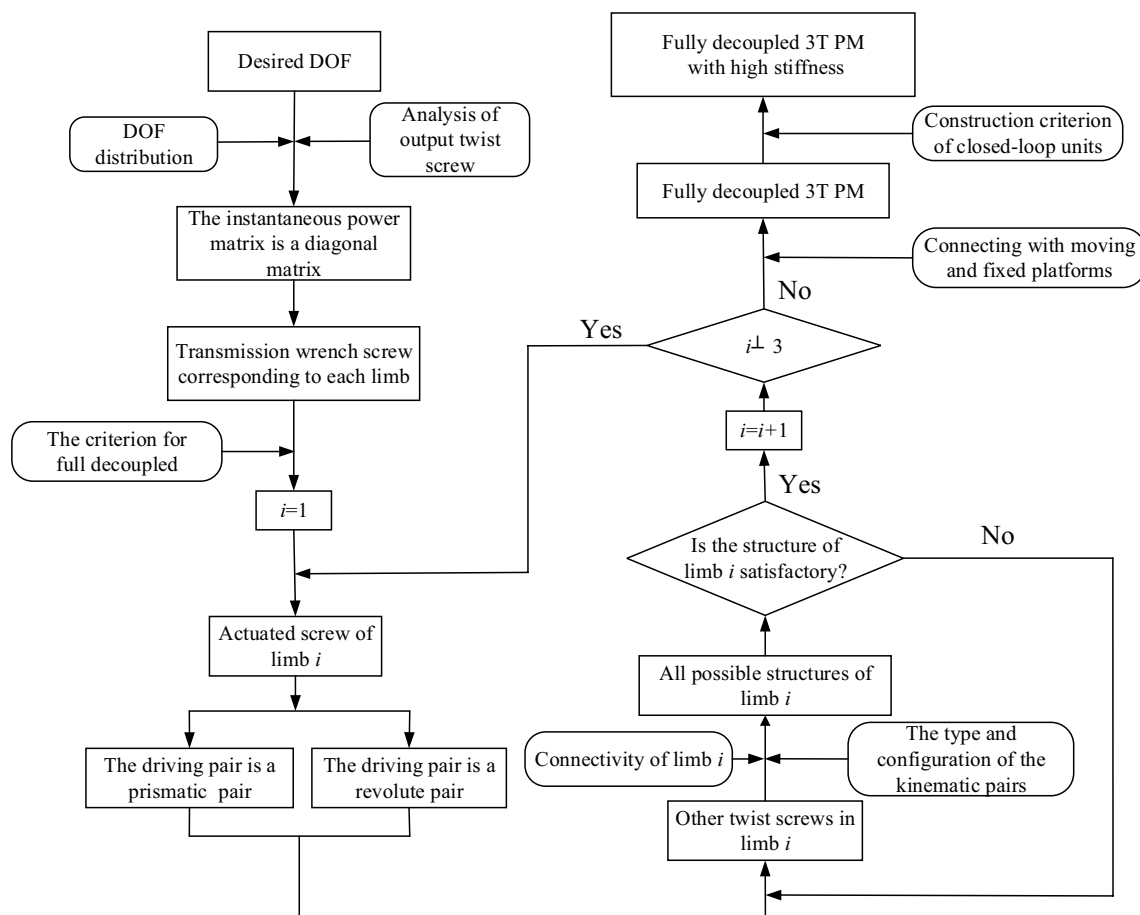 Desired DOF
DOF
distribution
Analysis of
output twist
screw
The instantaneous power
matrix is a diagonal
matrix
Transmission wrench screw
corresponding to each limb
The criterion for
full decoupled
i=1
Actuated screw of
limb i
The driving pair is a
prismatic pair
The driving pair is a
revolute pair
Fully decoupled 3T PM
with high stiffness
Construction criterion
of closed-loop units
Fully decoupled 3T PM
Connecting with moving
and fixed platforms
No
Yes
i⊥ 3
i=i+1
Yes
Is the structure of
limb i satisfactory?
No
All possible structures of
limb i
Connectivity of limb i
The type and
configuration of the
kinematic pairs
Other twist screws in
limb i